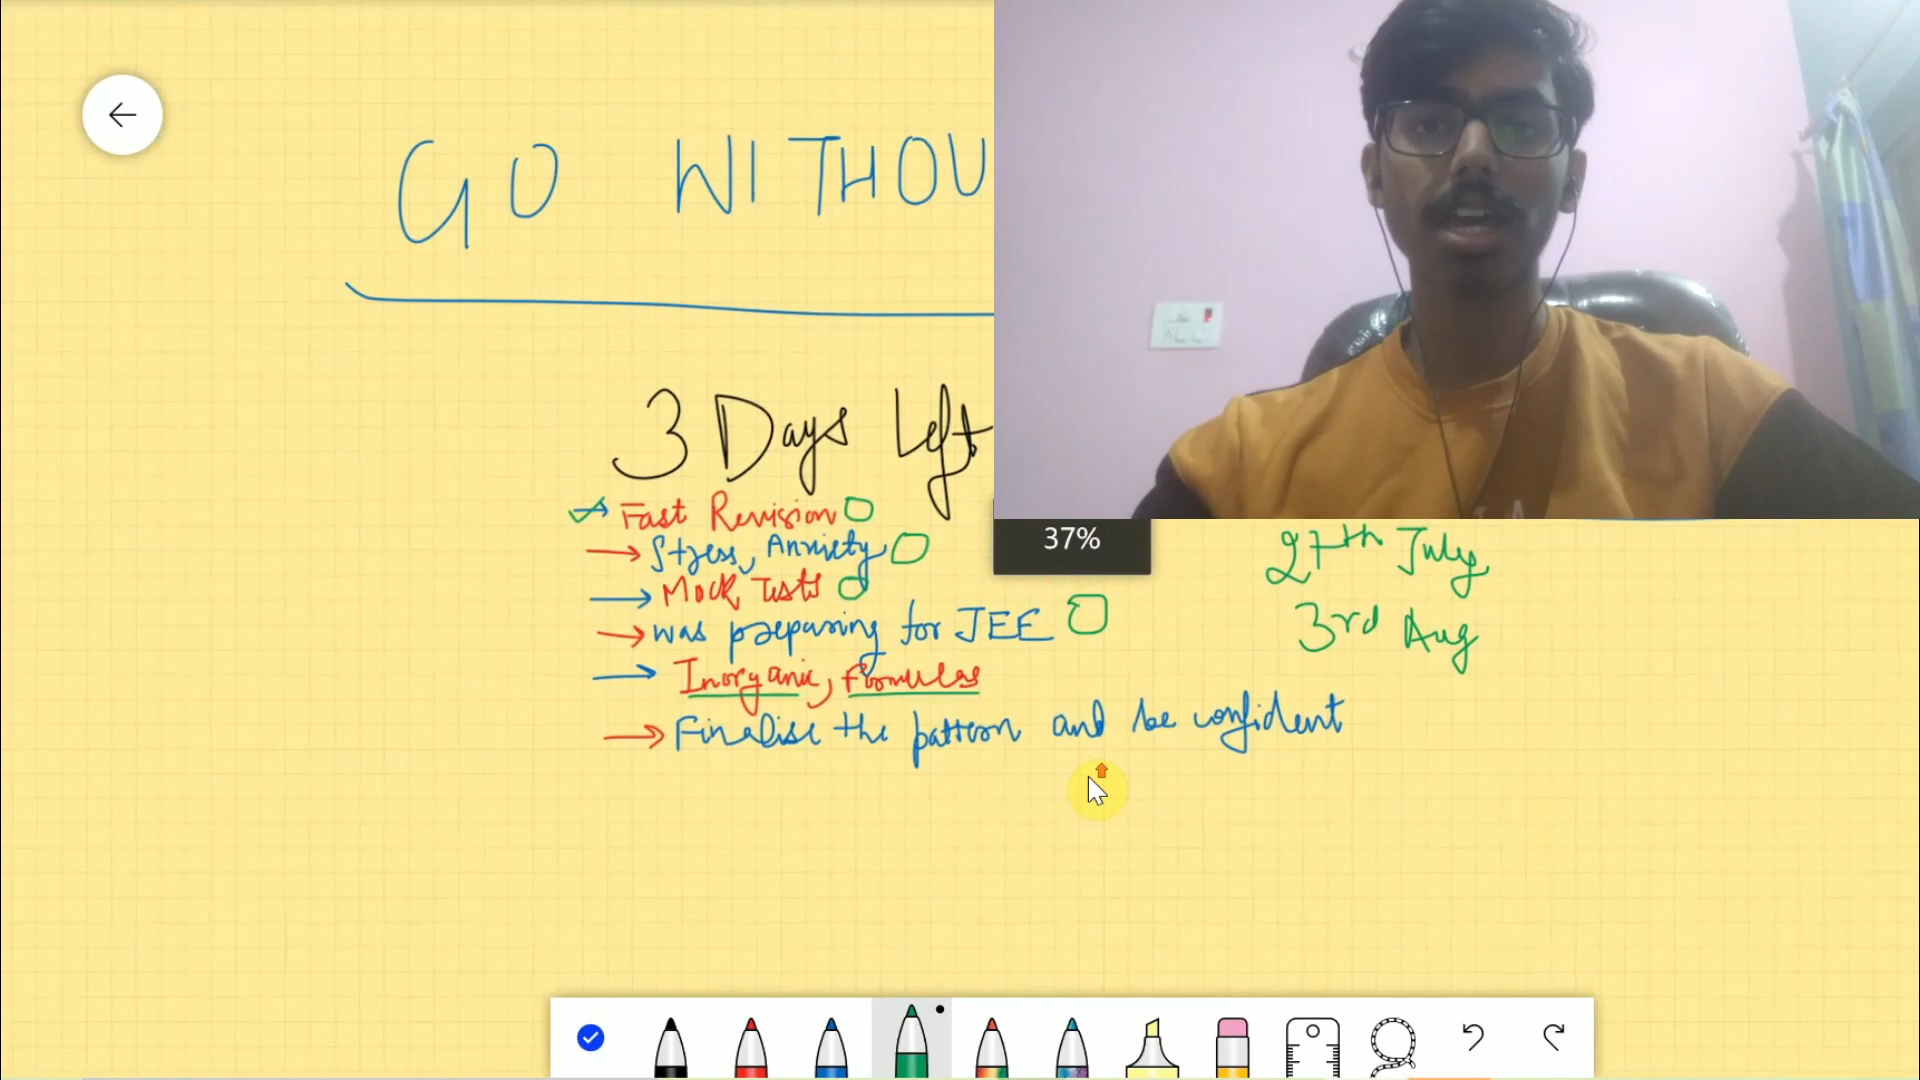 GO WITHOU
3 Days Left
Fast Revision
Stress, Anxiety
37%
27th July
Mock Tests
was preparing for JEE
3rd Aug
Inorganic, formulas
Finalise the pattern and be confident